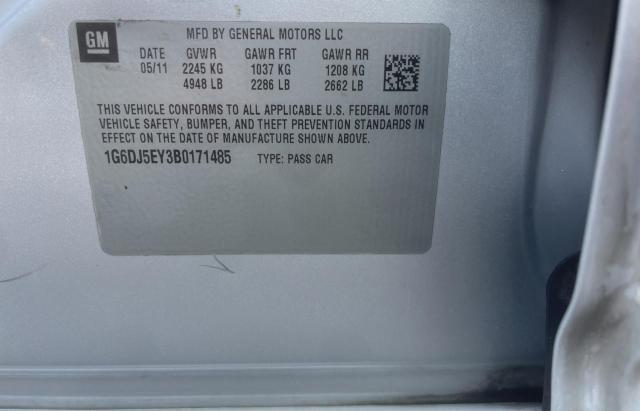 GM
MFD BY GENERAL MOTORS LLC
DATE GVWR GAWR FRT GAWR RR
05/11 2245 KG 1037 KG 1208 KG
4948 LB 2286 LB 2662 LB
THIS VEHICLE CONFORMS TO ALL APPLICABLE U.S. FEDERAL MOTOR
VEHICLE SAFETY, BUMPER, AND THEFT PREVENTION STANDARDS IN
EFFECT ON THE DATE OF MANUFACTURE SHOWN ABOVE.
1G6DJ5EY3B0171485 TYPE: PASS CAR